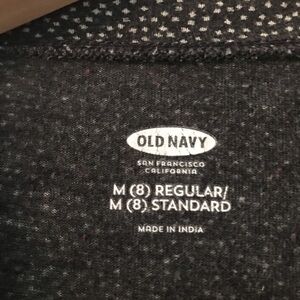 OLD NAVY
SAN FRANCISCO
CALIFORNIA
M (8) REGULAR/
M (8) STANDARD
MADE IN INDIA